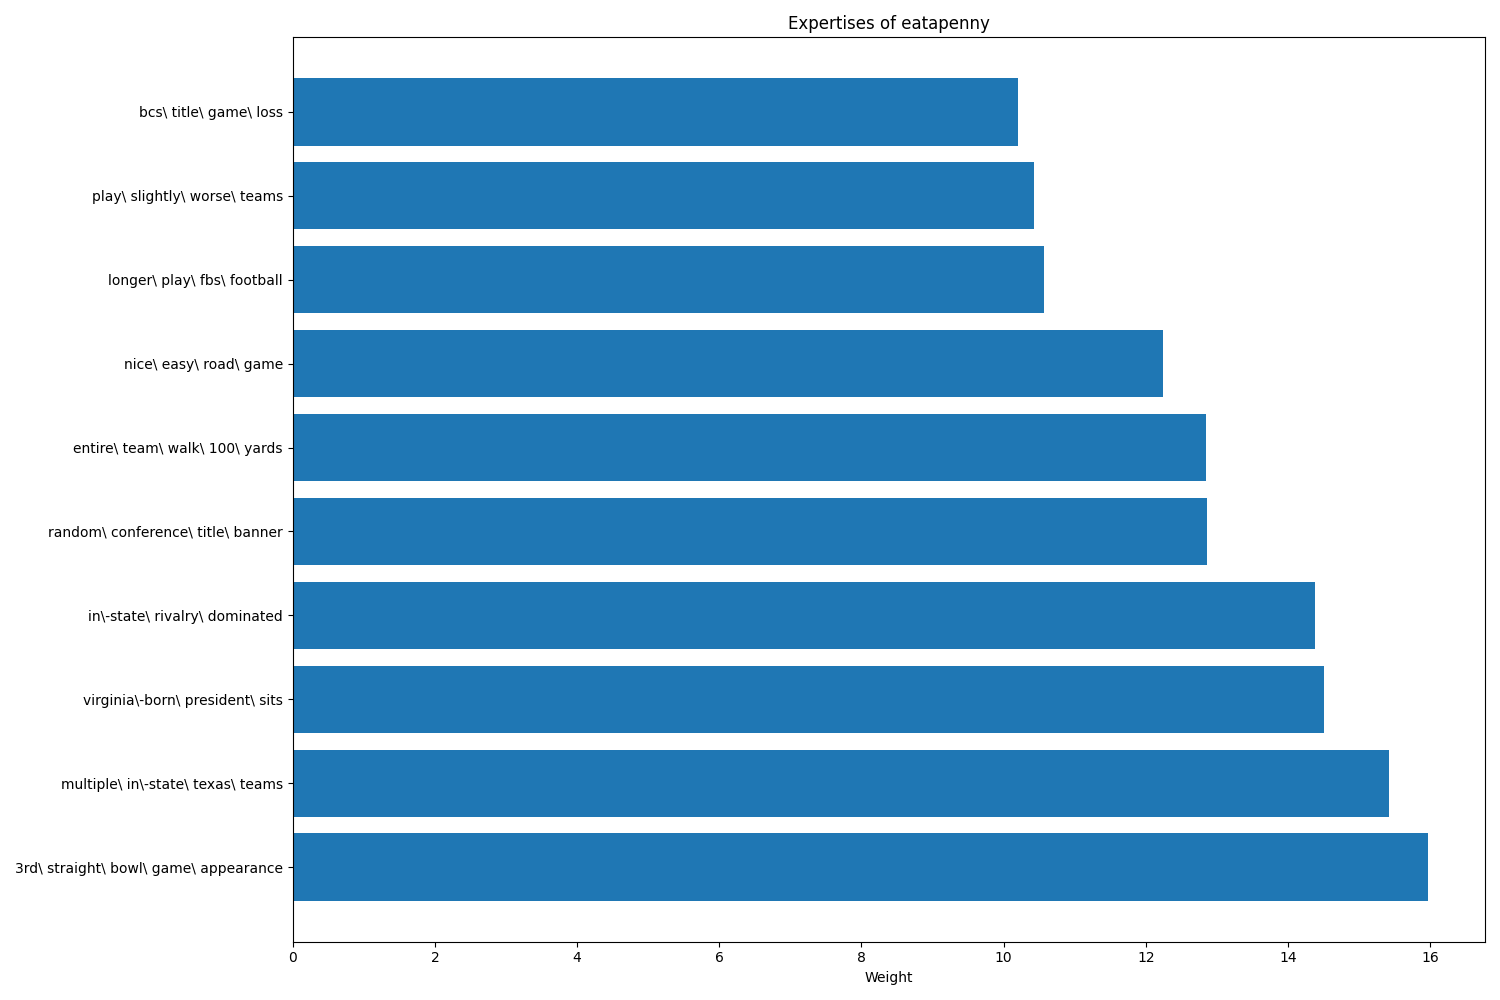 Expertises of eatapenny
bcs\ title\ game\ loss
play\ slightly\ worse\ teams
longer\ play\ fbs\ football
nice\ easy\ road\ game
entire\ team\ walk\ 100\ yards
random\ conference\ title\ banner
in\-state\ rivalry\ dominated
virginia\-born\ president\ sits
multiple\ in\-state\ texas\ teams
3rd\ straight\ bowl\ game\ appearance
0 2 4 6 8 10 12 14 16
Weight